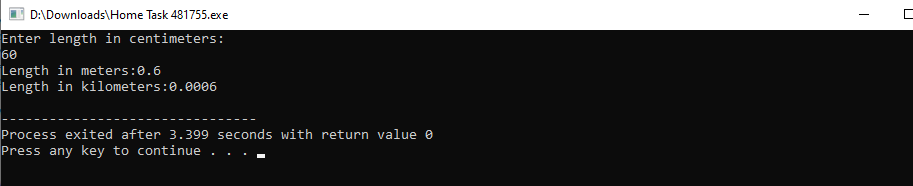 D:\Downloads\Home Task 481755.exe
Enter length in centimeters:
60
Length in meters:0.6
Length in kilometers:0.0006
--------------------------------
Process exited after 3.399 seconds with return value 0
Press any key to continue . . .